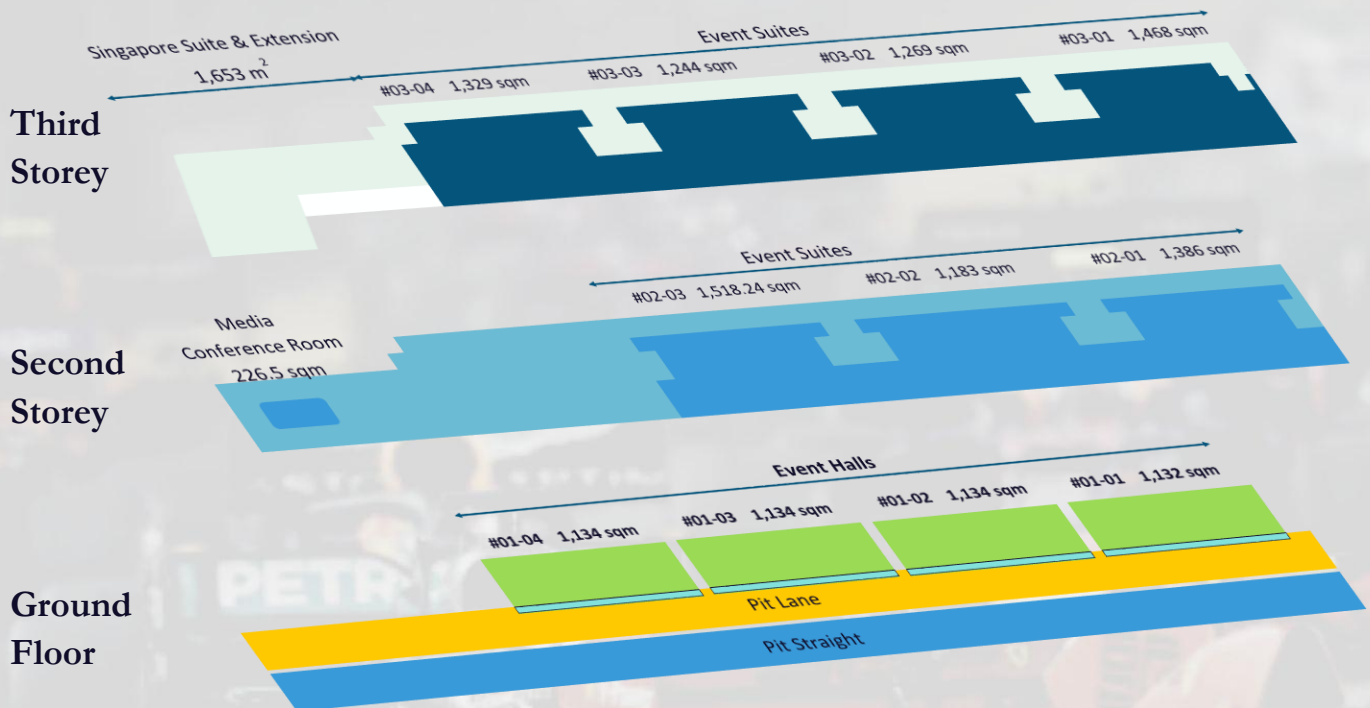 Singapore Suite & Extension
1,653 m²
Event Suites
#03-04 1,329 sqm
#03-03 1,244 sqm
#03-02 1,269 sqm
#03-01 1,468 sqm
Third
Storey
Event Suites
#02-03 1,518.24 sqm
#02-02 1,183 sqm
#02-01 1,386 sqm
Media
Conference Room
226.5 sqm
Second
Storey
Event Halls
#01-04 1,134 sqm
#01-03 1,134 sqm
#01-02 1,134 sqm
#01-01 1,132 sqm
Pit Lane
Pit Straight
Ground
Floor
PETR